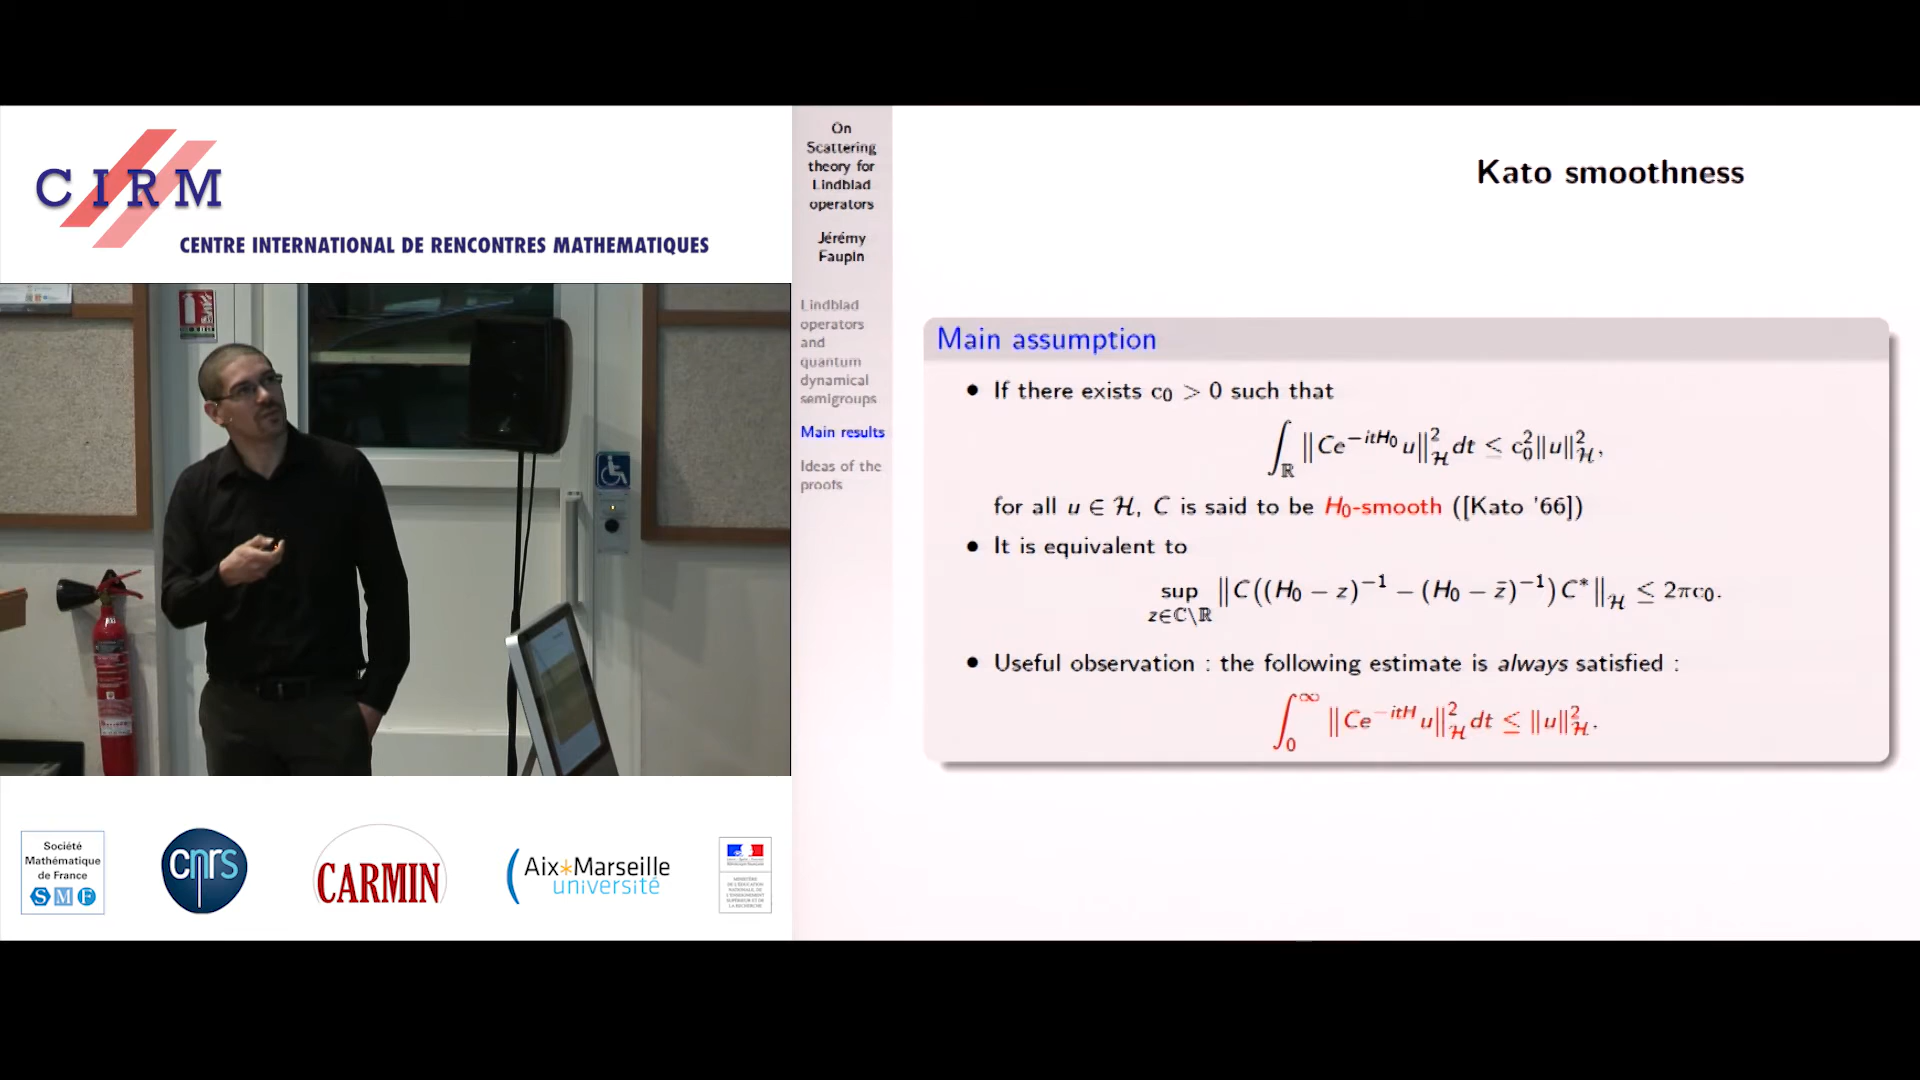 CIRM
CENTRE INTERNATIONAL DE RENCONTRES MATHEMATIQUES
On
Scattering
theory for
Lindblad
operators
Jérémy
Faupin
Lindblad
operators
and
quantum
dynamical
semigroups
Main results
Ideas of the
proofs
Kato smoothness
Main assumption
• If there exists c₀ > 0 such that
∫_ℝ ‖Ce^{-itH₀}u‖²_ℋ dt ≤ c₀²‖u‖²_ℋ,
for all u ∈ ℋ, C is said to be H₀-smooth ([Kato '66])
• It is equivalent to
sup_{z∈ℂ\ℝ} ‖C((H₀ − z)⁻¹ − (H₀ − z̄)⁻¹)C*‖_ℋ ≤ 2πc₀.
• Useful observation : the following estimate is always satisfied :
∫₀^∞ ‖Ce^{-itH}u‖²_ℋ dt ≤ ‖u‖²_ℋ.
Société
Mathématique
de France
SMF
cnrs
CARMIN
Aix*Marseille
université